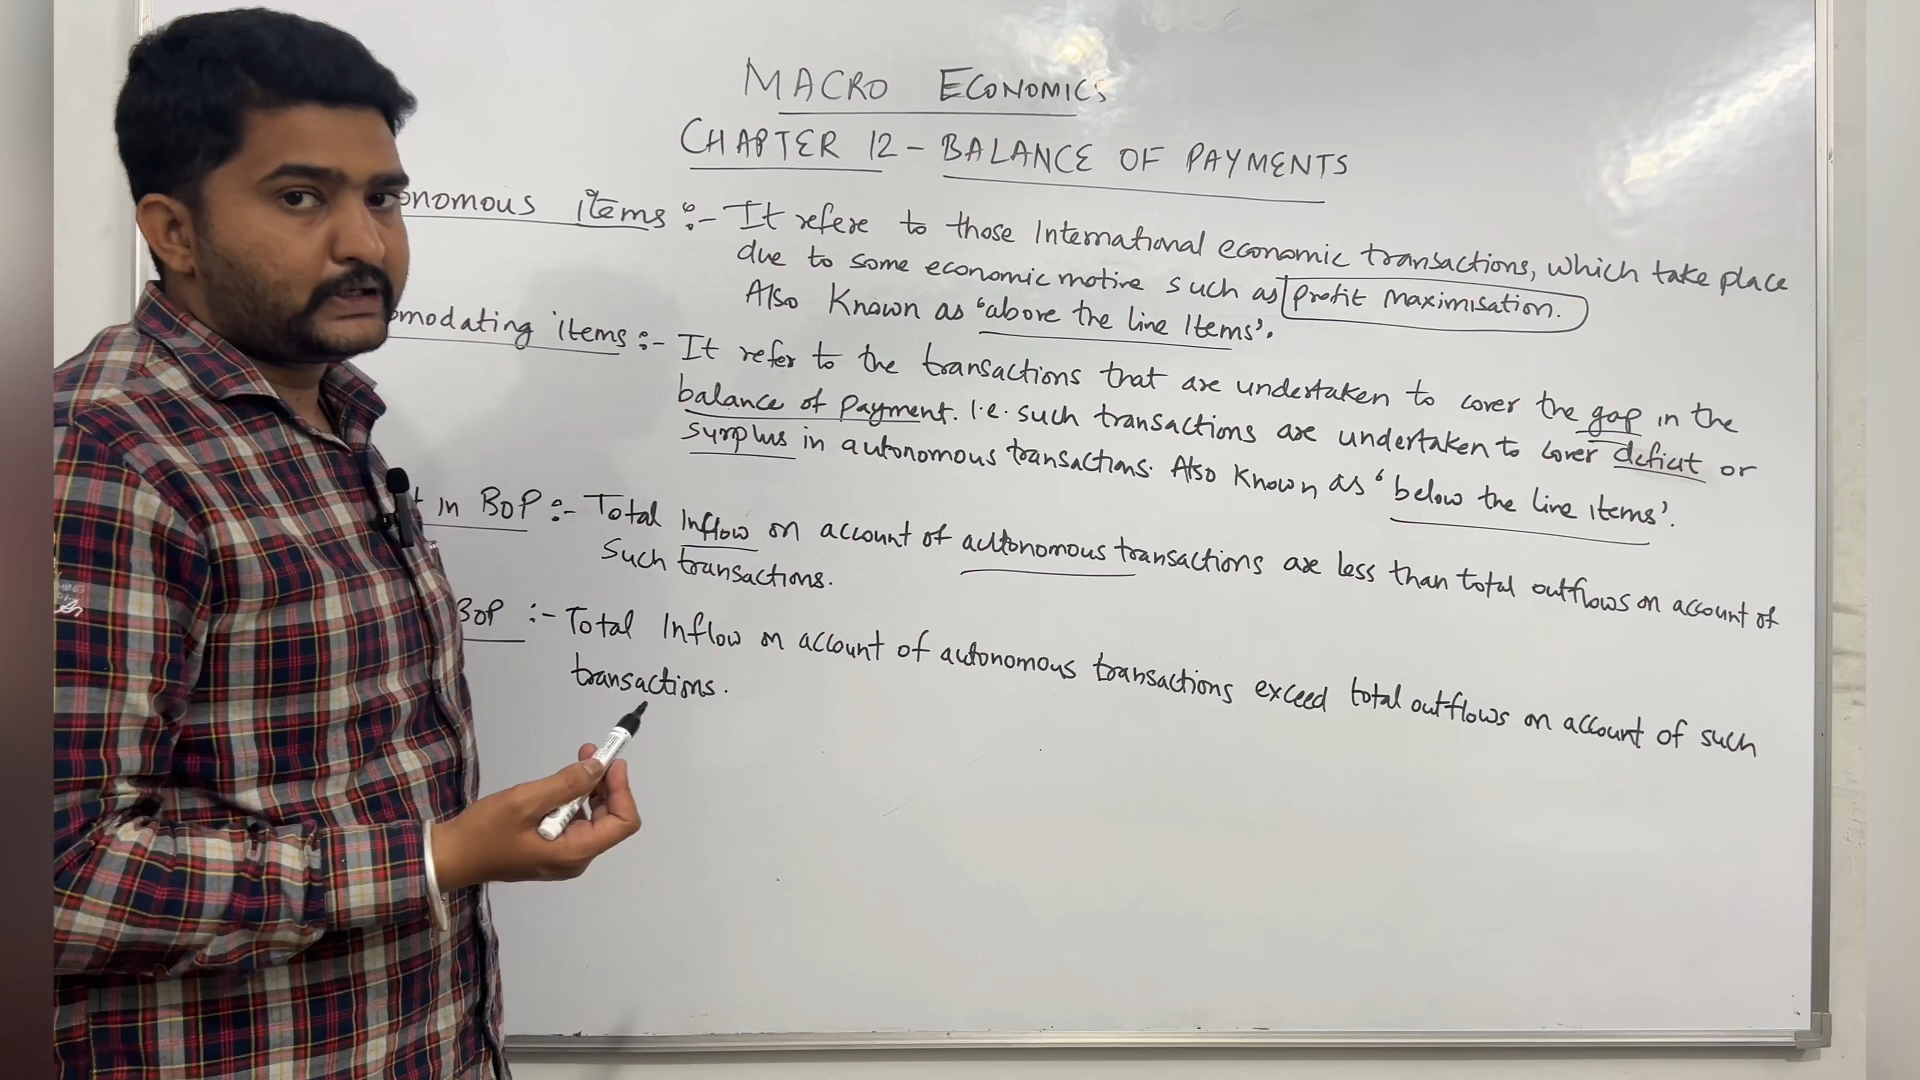 MACRO ECONOMICS
CHAPTER 12 - BALANCE OF PAYMENTS
onomous items :- It refere to those International economic transactions, which take place
due to some economic motive such as profit maximisation.
Also Known as 'above the line Items'.
omodating items :- It refer to the transactions that are undertaken to cover the gap in the
balance of payment. i.e. such transactions are undertaken to cover deficit or
surplus in autonomous transactions. Also Known as 'below the line items'.
t in BOP :- Total Inflow on account of autonomous transactions are less than total outflows on account of
Such transactions.
BOP :- Total Inflow on account of autonomous transactions exceed total outflows on account of such
transactions.